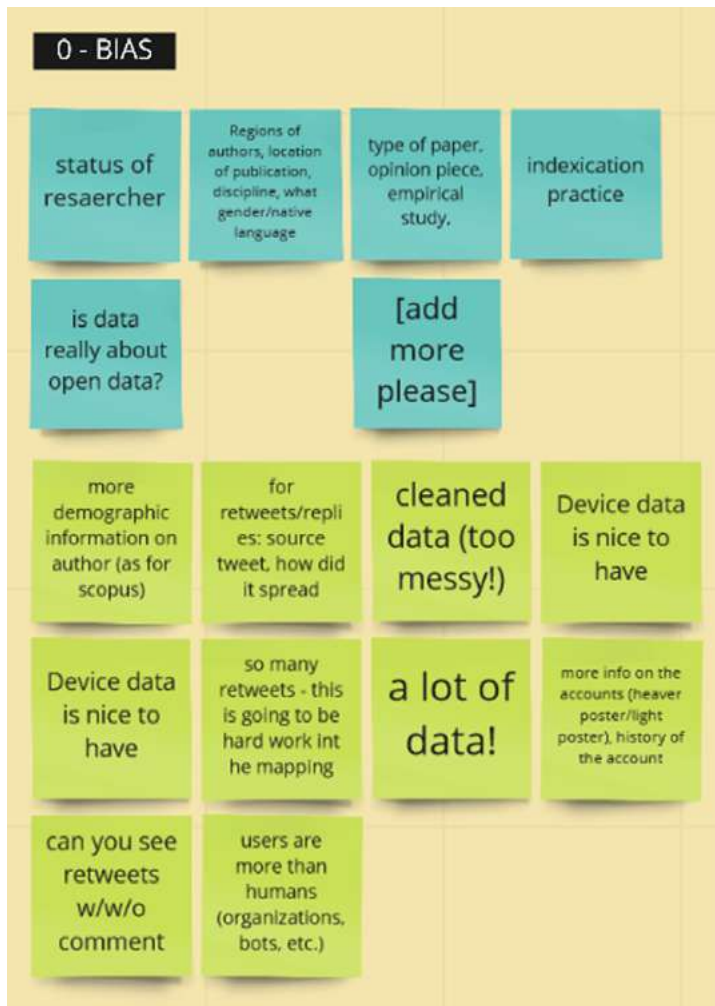 0 - BIAS
status of
resaercher
Regions of
authors, location
of publication,
discipline, what
gender/native
language
type of paper,
opinion piece,
empirical
study,
indexication
practice
is data
really about
open data?
[add
more
please]
more
demographic
information on
author (as for
scopus)
for
retweets/repli
es: source
tweet, how did
it spread
cleaned
data (too
messy!)
Device data
is nice to
have
Device data
is nice to
have
so many
retweets - this
is going to be
hard work int
he mapping
a lot of
data!
more info on the
accounts (heaver
poster/light
poster), history of
the account
can you see
retweets
w/w/o
comment
users are
more than
humans
(organizations,
bots, etc.)